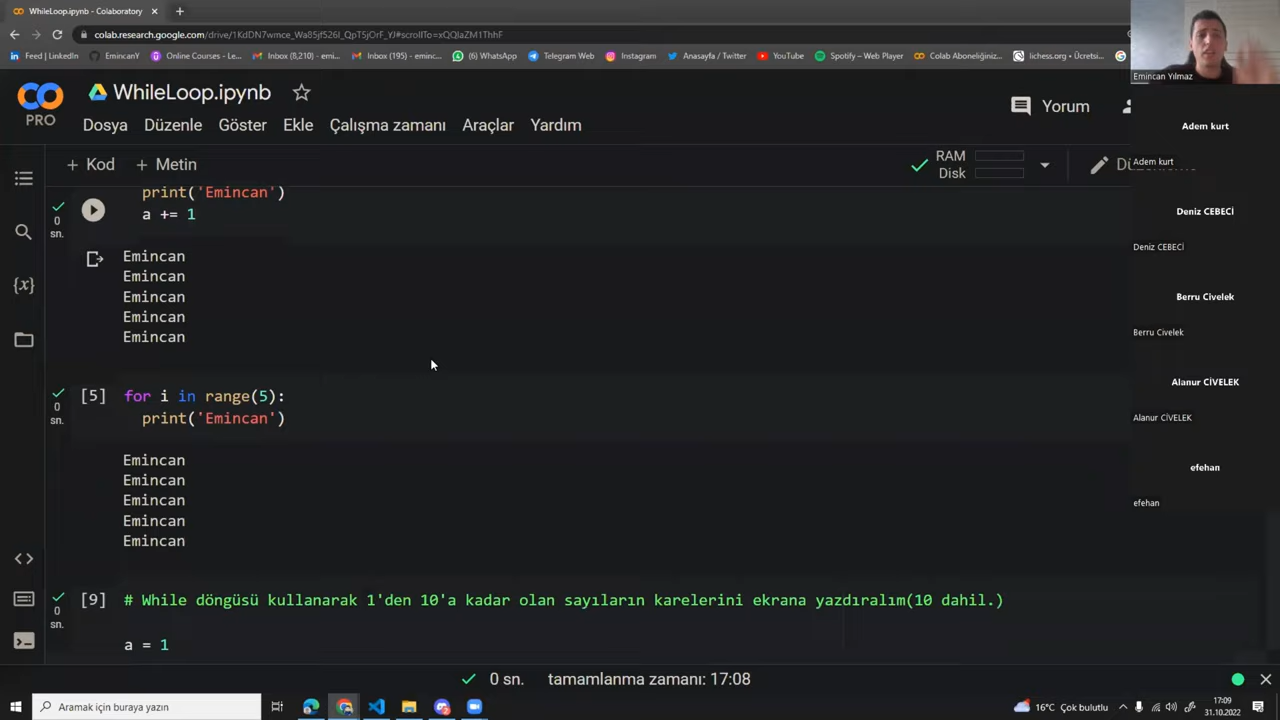 WhileLoop.ipynb - Colaboratory
colab.research.google.com/drive/1KdDN7wmce_Wa85jf526I_QpT5jOrF_YJ#scrollTo=xQQlaZM1ThhF
Feed | LinkedIn
EmincanY
Online Courses - Le...
Inbox (8,210) - emi...
Inbox (195) - eminc...
(6) WhatsApp
Telegram Web
Instagram
Anasayfa / Twitter
YouTube
Spotify – Web Player
Colab Aboneliğiniz...
lichess.org • Ücretsi...
CO
PRO
WhileLoop.ipynb
Dosya Düzenle Göster Ekle Çalışma zamanı Araçlar Yardım
Yorum
+ Kod + Metin
RAM
Disk
print('Emincan')
a += 1
0
sn.
Emincan
Emincan
Emincan
Emincan
Emincan
[5] for i in range(5):
print('Emincan')
0
sn.
Emincan
Emincan
Emincan
Emincan
Emincan
[9] # While döngüsü kullanarak 1'den 10'a kadar olan sayıların karelerini ekrana yazdıralım(10 dahil.)
0
sn.
a = 1
0 sn. tamamlanma zamanı: 17:08
Emincan Yılmaz
Adem kurt
Adem kurt
Deniz CEBECİ
Deniz CEBECİ
Berru Civelek
Berru Civelek
Alanur CİVELEK
Alanur CİVELEK
efehan
efehan
Aramak için buraya yazın
16°C Çok bulutlu
17:09
31.10.2022